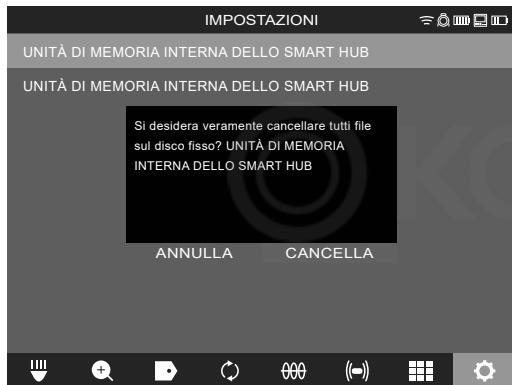 IMPOSTAZIONI
UNITÀ DI MEMORIA INTERNA DELLO SMART HUB
UNITÀ DI MEMORIA INTERNA DELLO SMART HUB
Si desidera veramente cancellare tutti file
sul disco fisso? UNITÀ DI MEMORIA
INTERNA DELLO SMART HUB
ANNULLA CANCELLA